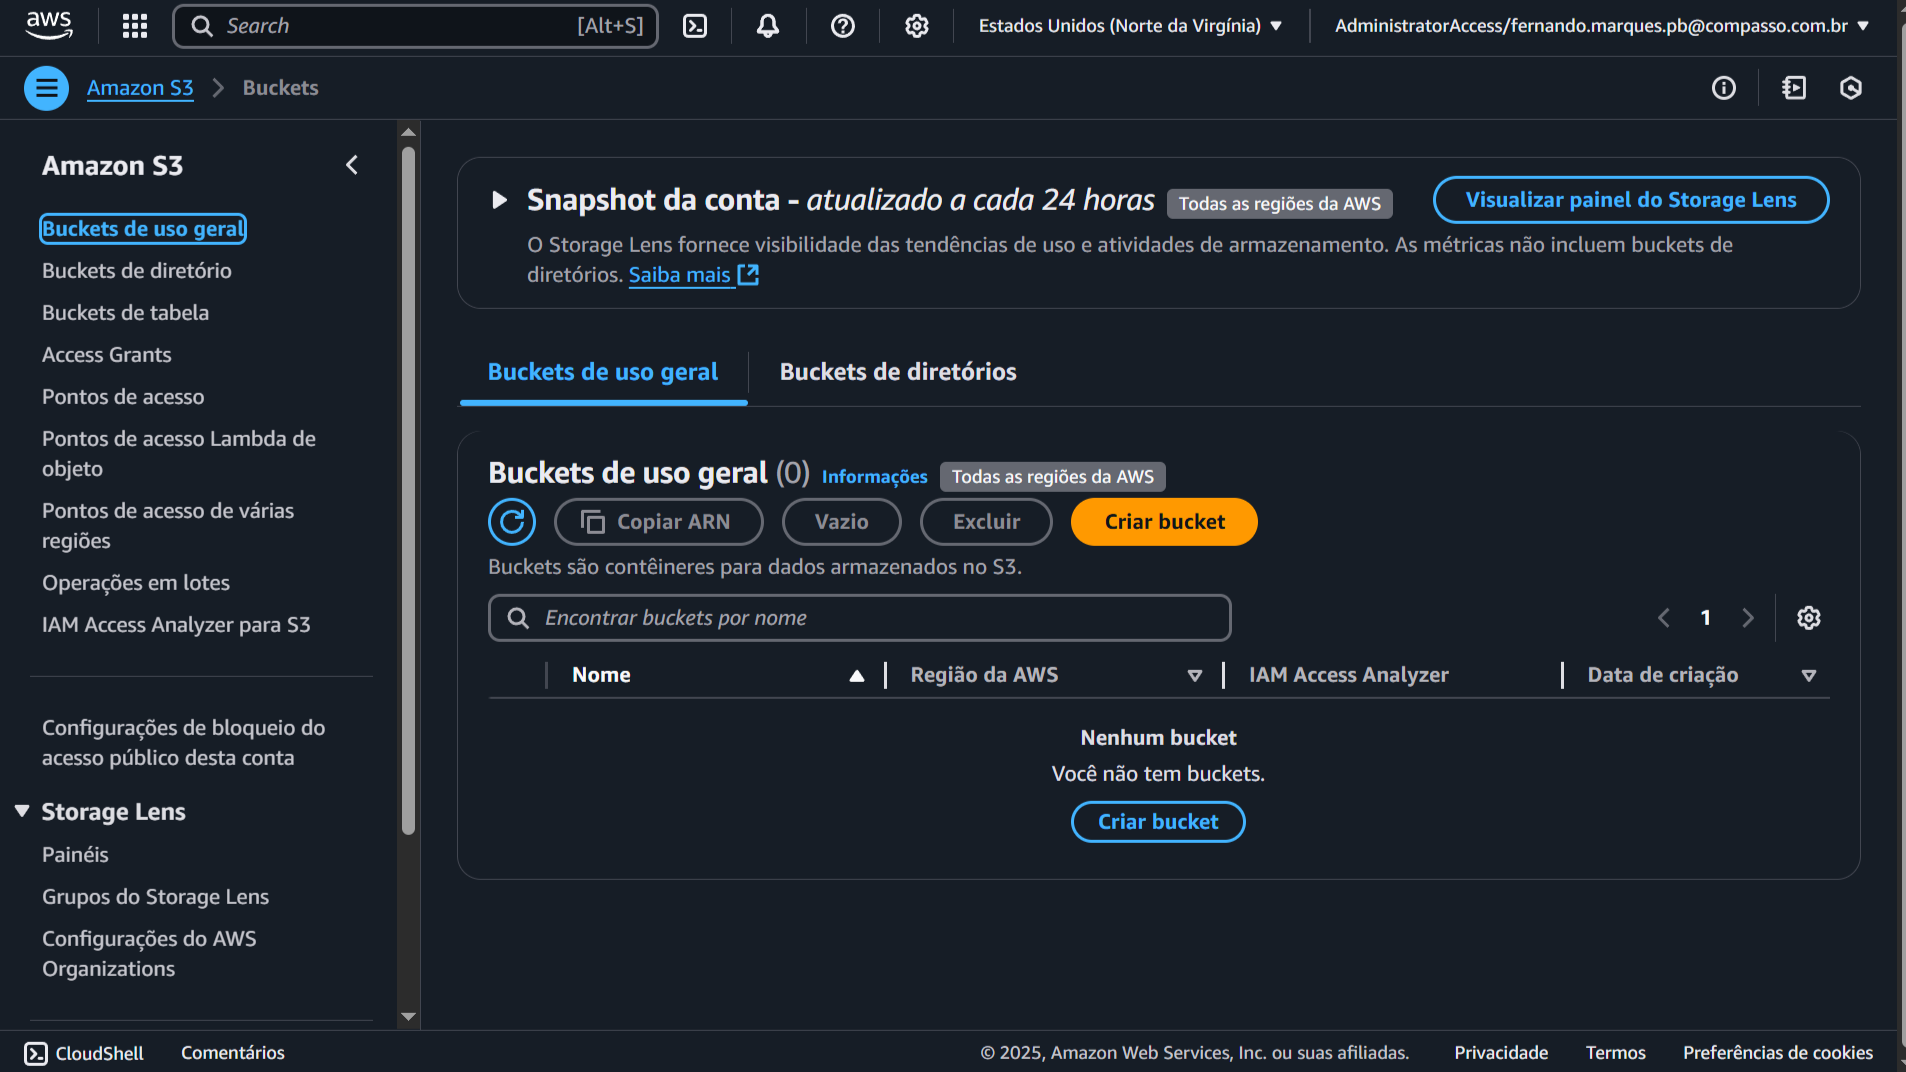 aws
Search [Alt+S]
Estados Unidos (Norte da Virgínia)
AdministratorAccess/fernando.marques.pb@compasso.com.br
Amazon S3 Buckets
Amazon S3
Buckets de uso geral
Buckets de diretório
Buckets de tabela
Access Grants
Pontos de acesso
Pontos de acesso Lambda de
objeto
Pontos de acesso de várias
regiões
Operações em lotes
IAM Access Analyzer para S3
Configurações de bloqueio do
acesso público desta conta
Storage Lens
Painéis
Grupos do Storage Lens
Configurações do AWS
Organizations
Snapshot da conta - atualizado a cada 24 horas Todas as regiões da AWS
Visualizar painel do Storage Lens
O Storage Lens fornece visibilidade das tendências de uso e atividades de armazenamento. As métricas não incluem buckets de
diretórios. Saiba mais
Buckets de uso geral Buckets de diretórios
Buckets de uso geral (0) Informações Todas as regiões da AWS
Copiar ARN Vazio Excluir Criar bucket
Buckets são contêineres para dados armazenados no S3.
Encontrar buckets por nome
1
Nome Região da AWS IAM Access Analyzer Data de criação
Nenhum bucket
Você não tem buckets.
Criar bucket
CloudShell Comentários
© 2025, Amazon Web Services, Inc. ou suas afiliadas. Privacidade Termos Preferências de cookies